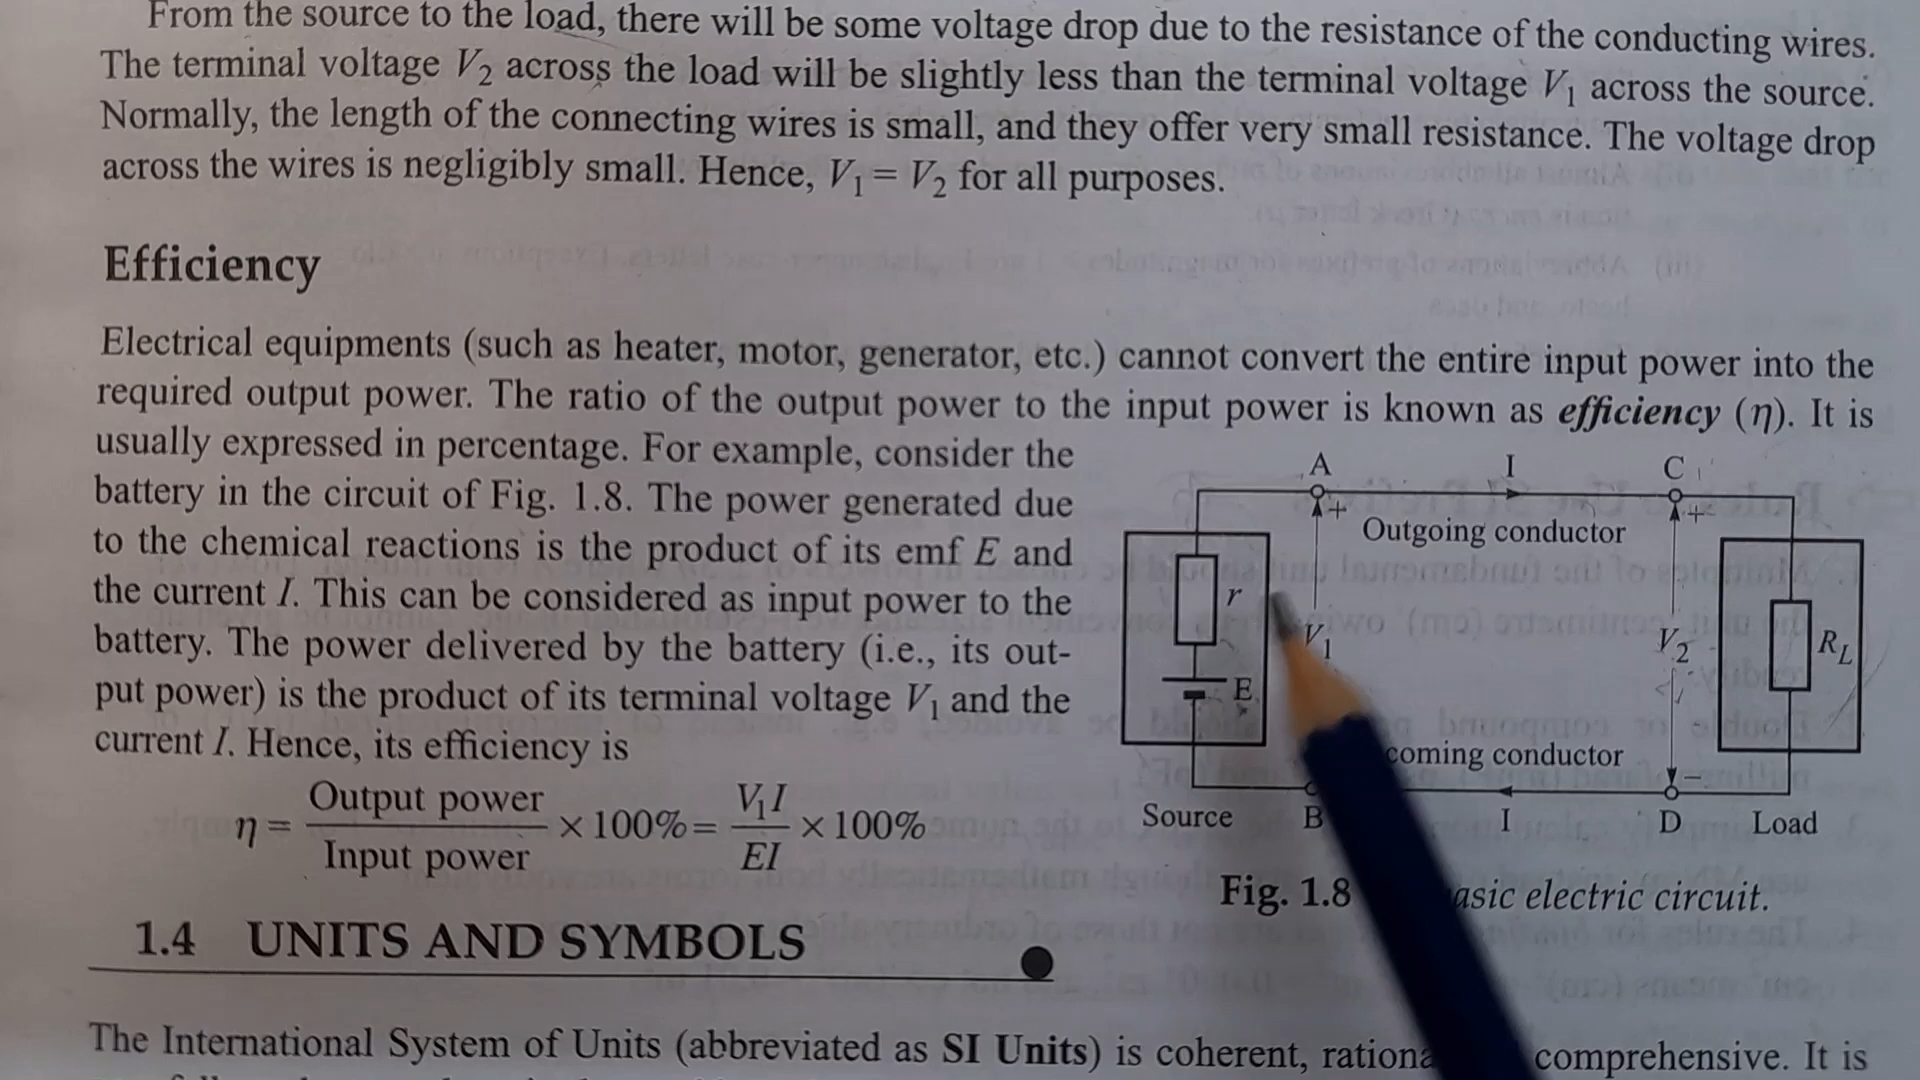 From the source to the load, there will be some voltage drop due to the resistance of the conducting wires.
The terminal voltage V2 across the load will be slightly less than the terminal voltage V1 across the source.
Normally, the length of the connecting wires is small, and they offer very small resistance. The voltage drop
across the wires is negligibly small. Hence, V1 = V2 for all purposes.
Efficiency
Electrical equipments (such as heater, motor, generator, etc.) cannot convert the entire input power into the
required output power. The ratio of the output power to the input power is known as efficiency (η). It is
usually expressed in percentage. For example, consider the
battery in the circuit of Fig. 1.8. The power generated due
to the chemical reactions is the product of its emf E and
the current I. This can be considered as input power to the
battery. The power delivered by the battery (i.e., its out-
put power) is the product of its terminal voltage V1 and the
current I. Hence, its efficiency is
η = Output power / Input power × 100% = V1I / EI × 100%
A I C
+ +
Outgoing conductor
r
V1 V2 RL
E
coming conductor
−
Source B I D Load
Fig. 1.8 asic electric circuit.
1.4 UNITS AND SYMBOLS
The International System of Units (abbreviated as SI Units) is coherent, rationa comprehensive. It is